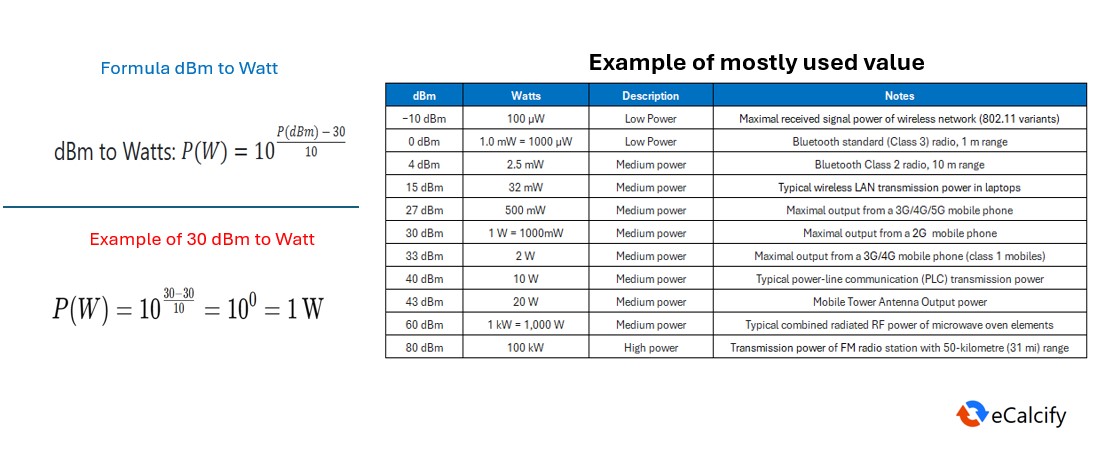 Formula dBm to Watt
dBm to Watts: P(W) = 10^((P(dBm) − 30)/10)
Example of 30 dBm to Watt
P(W) = 10^((30−30)/10) = 10^0 = 1 W
Example of mostly used value
dBm Watts Description Notes
−10 dBm 100 µW Low Power Maximal received signal power of wireless network (802.11 variants)
0 dBm 1.0 mW = 1000 µW Low Power Bluetooth standard (Class 3) radio, 1 m range
4 dBm 2.5 mW Medium power Bluetooth Class 2 radio, 10 m range
15 dBm 32 mW Medium power Typical wireless LAN transmission power in laptops
27 dBm 500 mW Medium power Maximal output from a 3G/4G/5G mobile phone
30 dBm 1 W = 1000mW Medium power Maximal output from a 2G mobile phone
33 dBm 2 W Medium power Maximal output from a 3G/4G mobile phone (class 1 mobiles)
40 dBm 10 W Medium power Typical power-line communication (PLC) transmission power
43 dBm 20 W Medium power Mobile Tower Antenna Output power
60 dBm 1 kW = 1,000 W Medium power Typical combined radiated RF power of microwave oven elements
80 dBm 100 kW High power Transmission power of FM radio station with 50-kilometre (31 mi) range
eCalcify